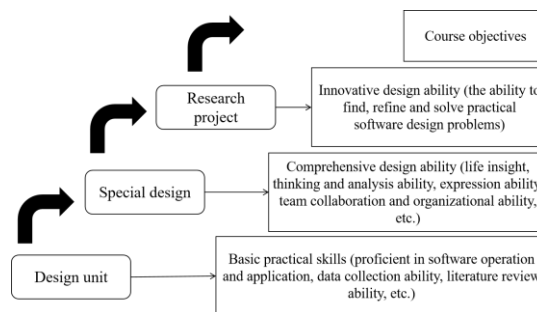 Course objectives
Research
project
Innovative design ability (the ability to
find, refine and solve practical
software design problems)
Special design
Comprehensive design ability (life insight,
thinking and analysis ability, expression ability
team collaboration and organizational ability,
etc.)
Design unit
Basic practical skills (proficient in software operation
and application, data collection ability, literature review
ability, etc.)